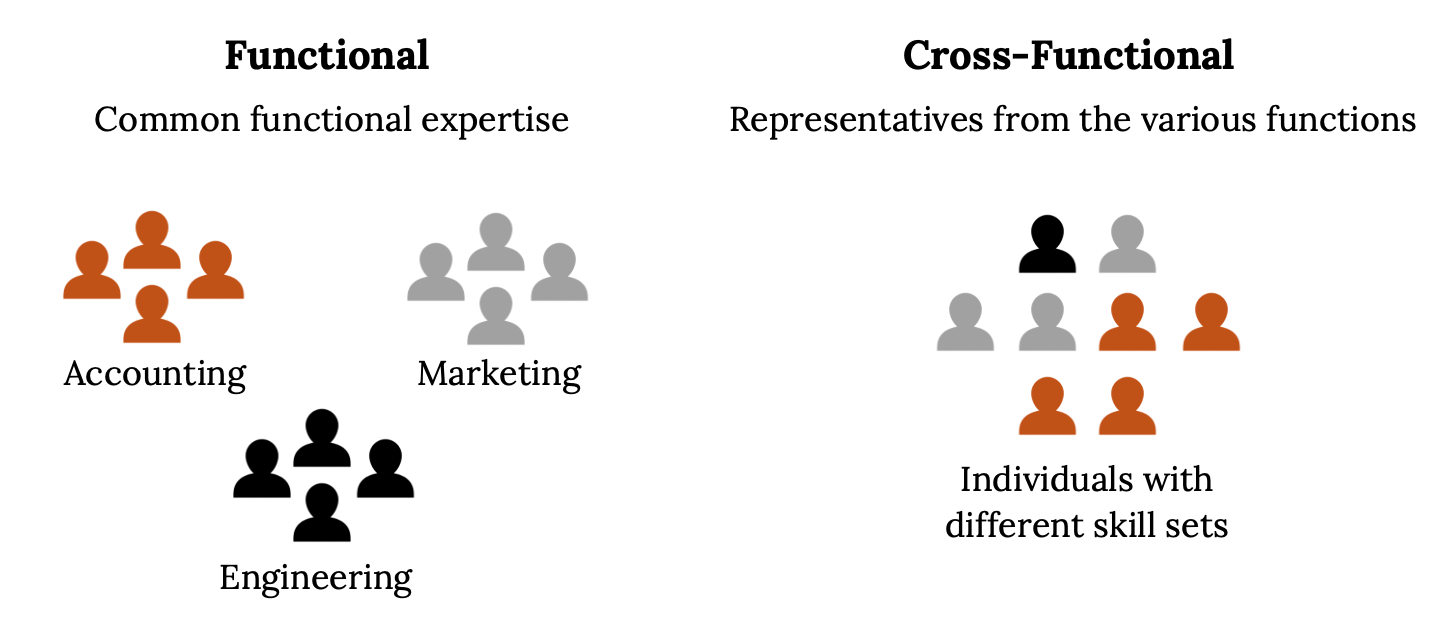 Functional
Common functional expertise
Accounting
Marketing
Engineering
Cross-Functional
Representatives from the various functions
Individuals with
different skill sets